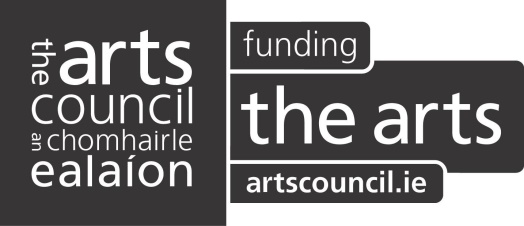 the arts
council
an chomhairle
ealaíon
funding
the arts
artscouncil.ie